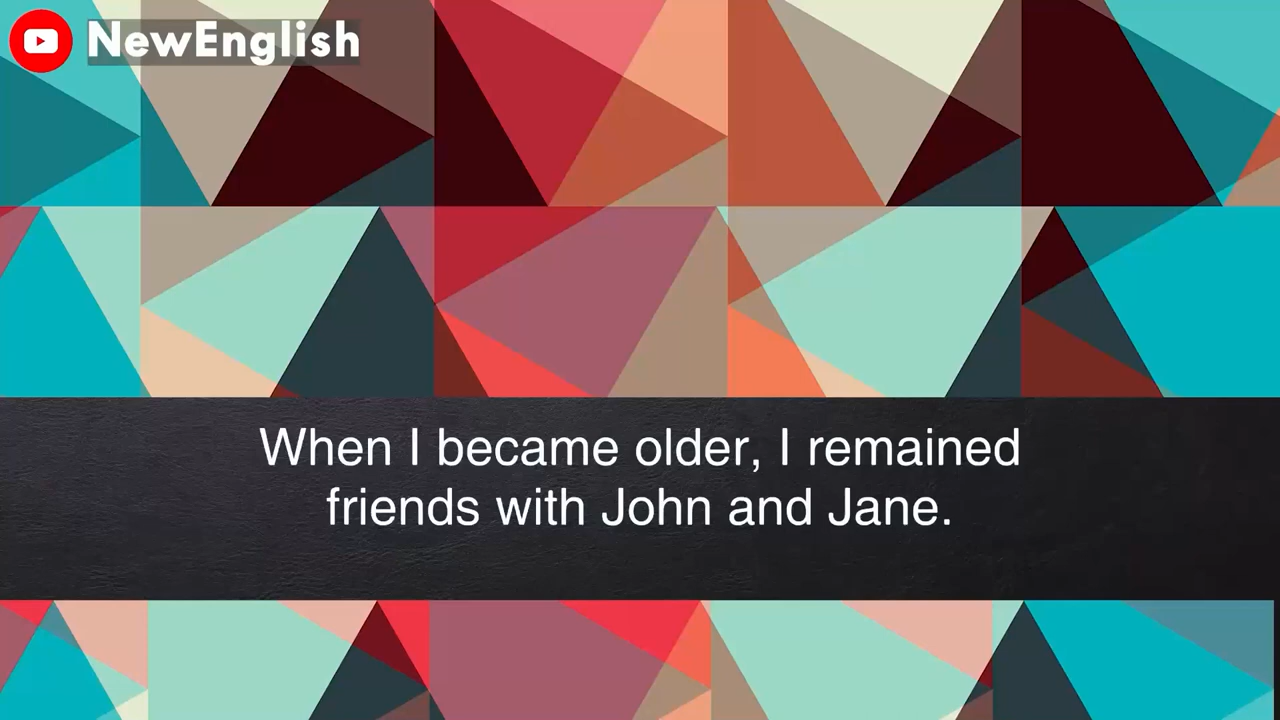 NewEnglish
When I became older, I remained
friends with John and Jane.